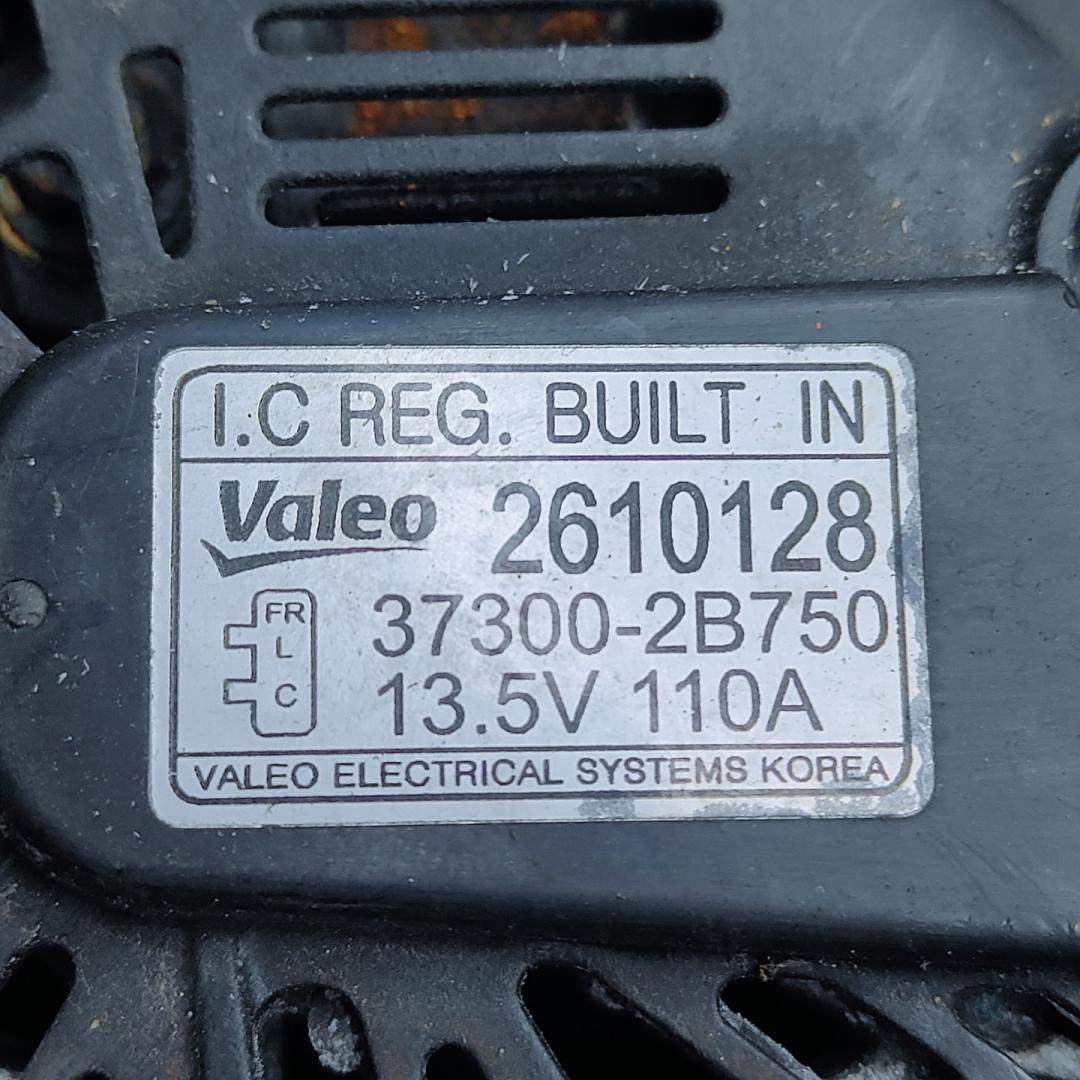 I.C REG. BUILT IN
Valeo 2610128
FR
L
C
37300-2B750
13.5V 110A
VALEO ELECTRICAL SYSTEMS KOREA